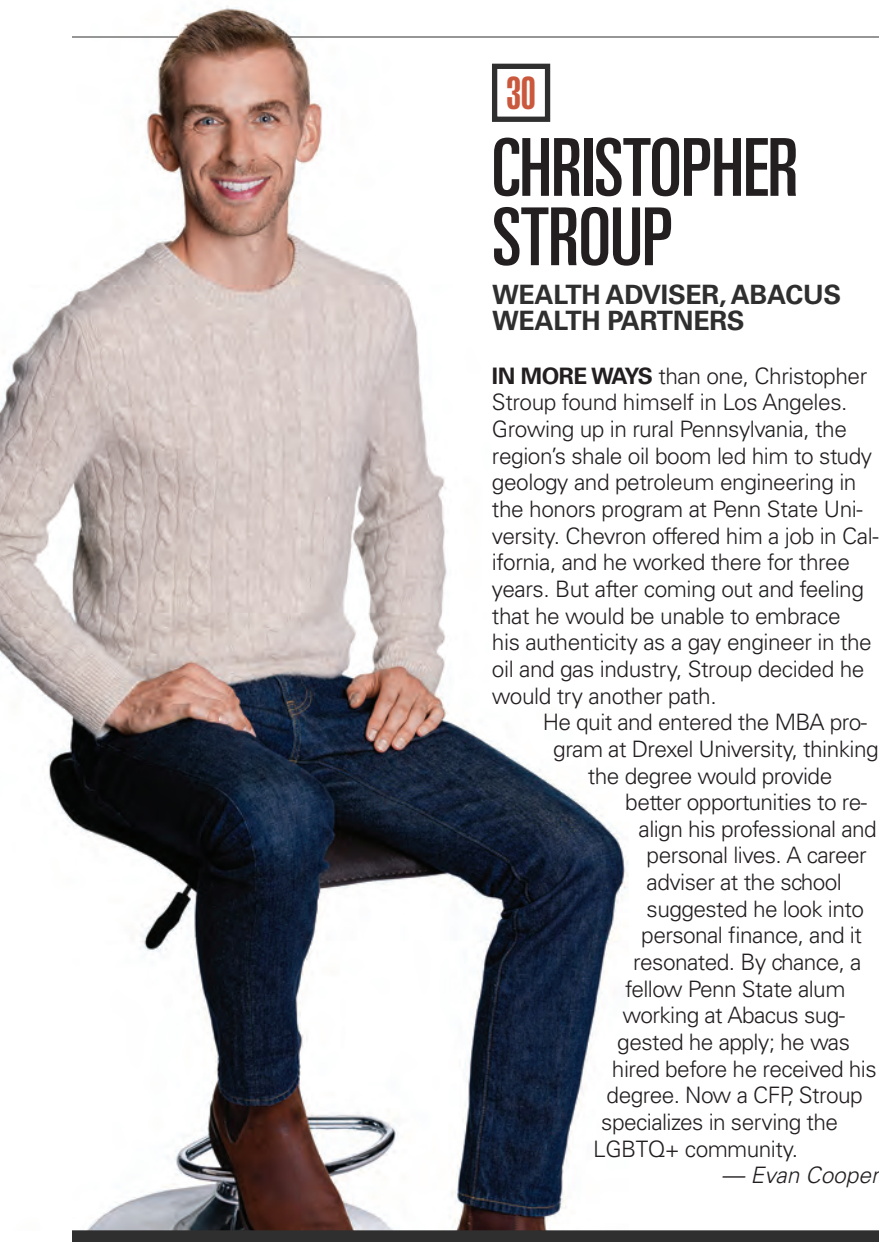 30
CHRISTOPHER
STROUP
WEALTH ADVISER, ABACUS
WEALTH PARTNERS
IN MORE WAYS than one, Christopher
Stroup found himself in Los Angeles.
Growing up in rural Pennsylvania, the
region’s shale oil boom led him to study
geology and petroleum engineering in
the honors program at Penn State Uni-
versity. Chevron offered him a job in Cal-
ifornia, and he worked there for three
years. But after coming out and feeling
that he would be unable to embrace
his authenticity as a gay engineer in the
oil and gas industry, Stroup decided he
would try another path.
He quit and entered the MBA pro-
gram at Drexel University, thinking
the degree would provide
better opportunities to re-
align his professional and
personal lives. A career
adviser at the school
suggested he look into
personal finance, and it
resonated. By chance, a
fellow Penn State alum
working at Abacus sug-
gested he apply; he was
hired before he received his
degree. Now a CFP, Stroup
specializes in serving the
LGBTQ+ community.
— Evan Cooper